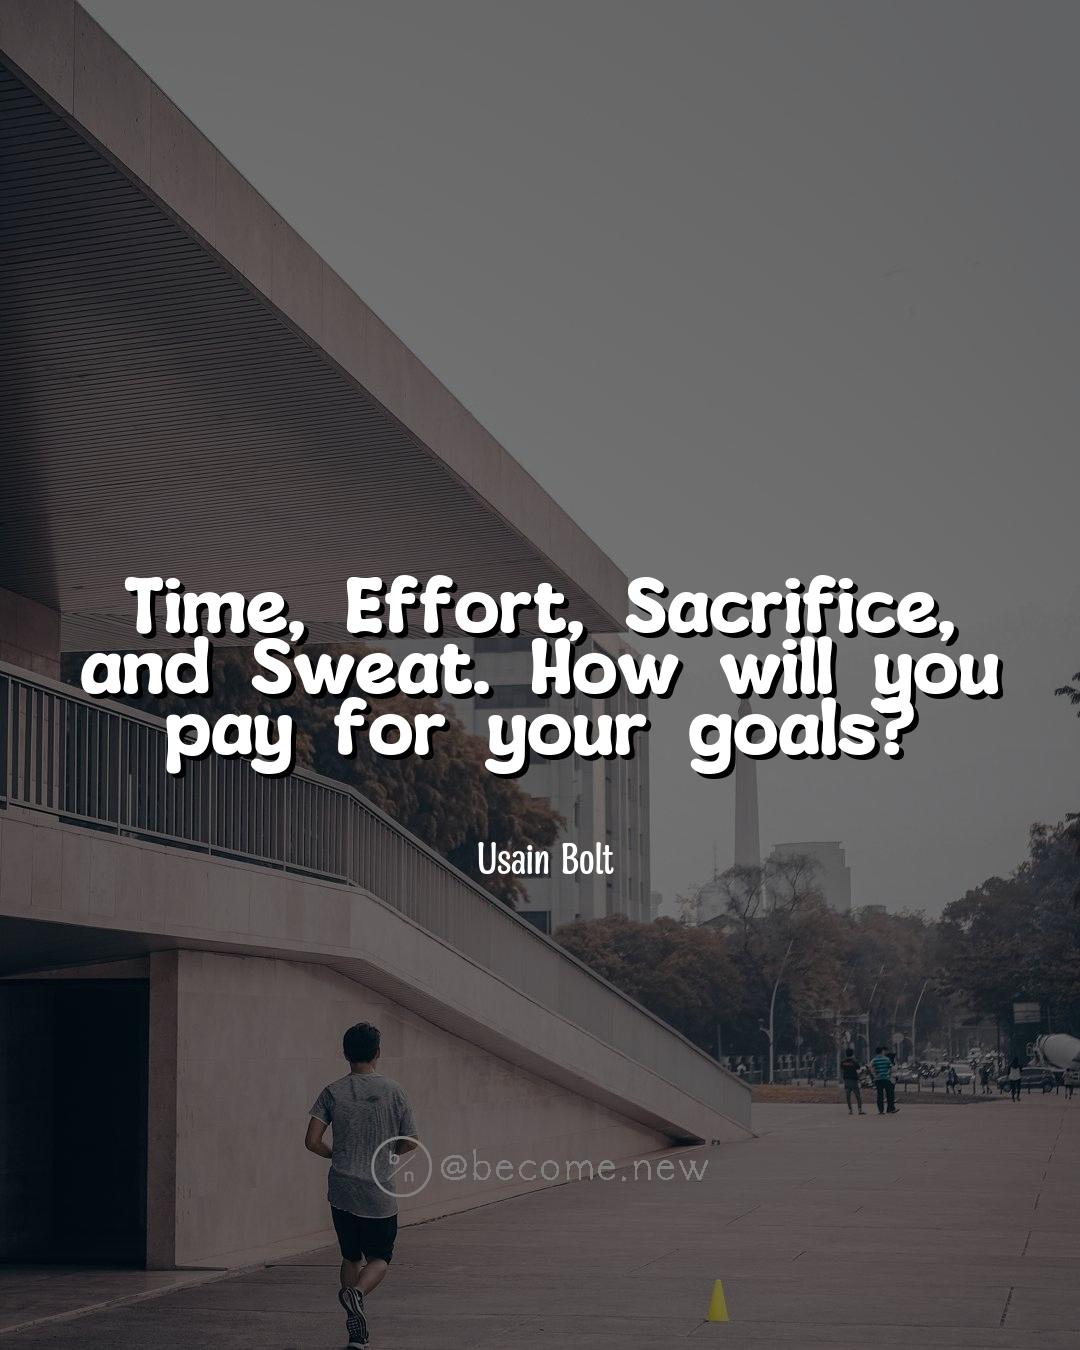 Time, Effort, Sacrifice,
and Sweat. How will you
pay for your goals?
Usain Bolt
b/n @become.new